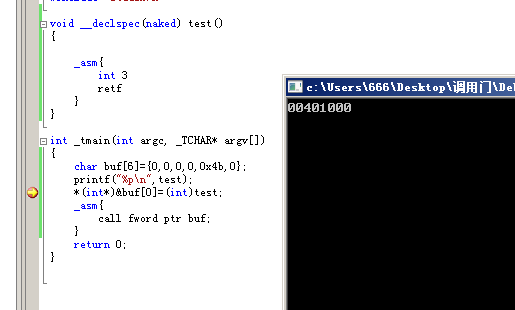 void __declspec(naked) test()
{
_asm{
int 3
retf
}
}
int _tmain(int argc, _TCHAR* argv[])
{
char buf[6]={0,0,0,0,0x4b,0};
printf("%p\n",test);
*(int*)&buf[0]=(int)test;
_asm{
call fword ptr buf;
}
return 0;
}
c:\Users\666\Desktop\调用门\De
00401000